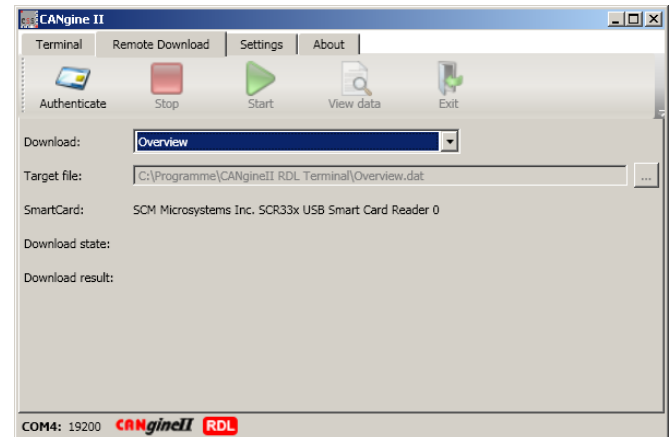 CANgine II
Terminal Remote Download Settings About
Authenticate Stop Start View data Exit
Download: Overview
Target file: C:\Programme\CANgineII RDL Terminal\Overview.dat ...
SmartCard: SCM Microsystems Inc. SCR33x USB Smart Card Reader 0
Download state:
Download result:
COM4: 19200 CANgineII RDL